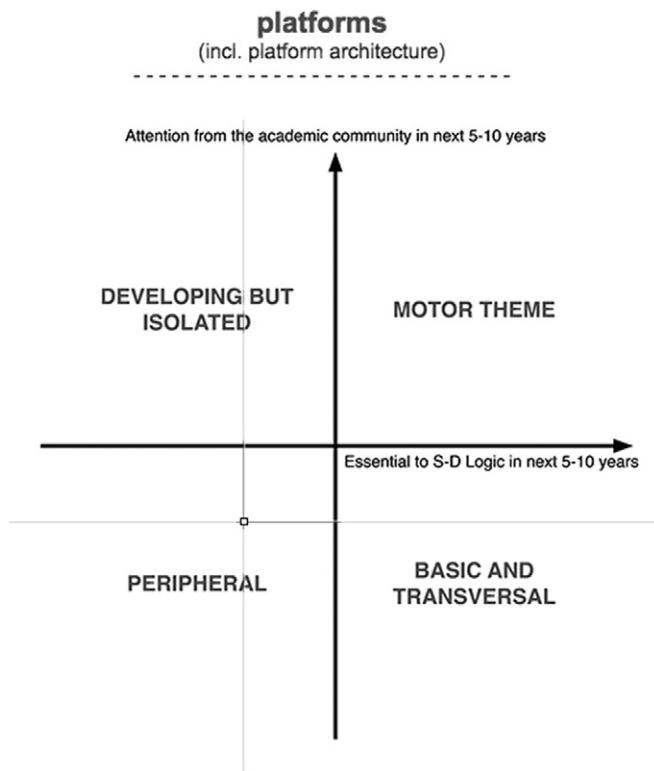 platforms
(incl. platform architecture)
Attention from the academic community in next 5-10 years
DEVELOPING BUT
ISOLATED
MOTOR THEME
Essential to S-D Logic in next 5-10 years
PERIPHERAL
BASIC AND
TRANSVERSAL